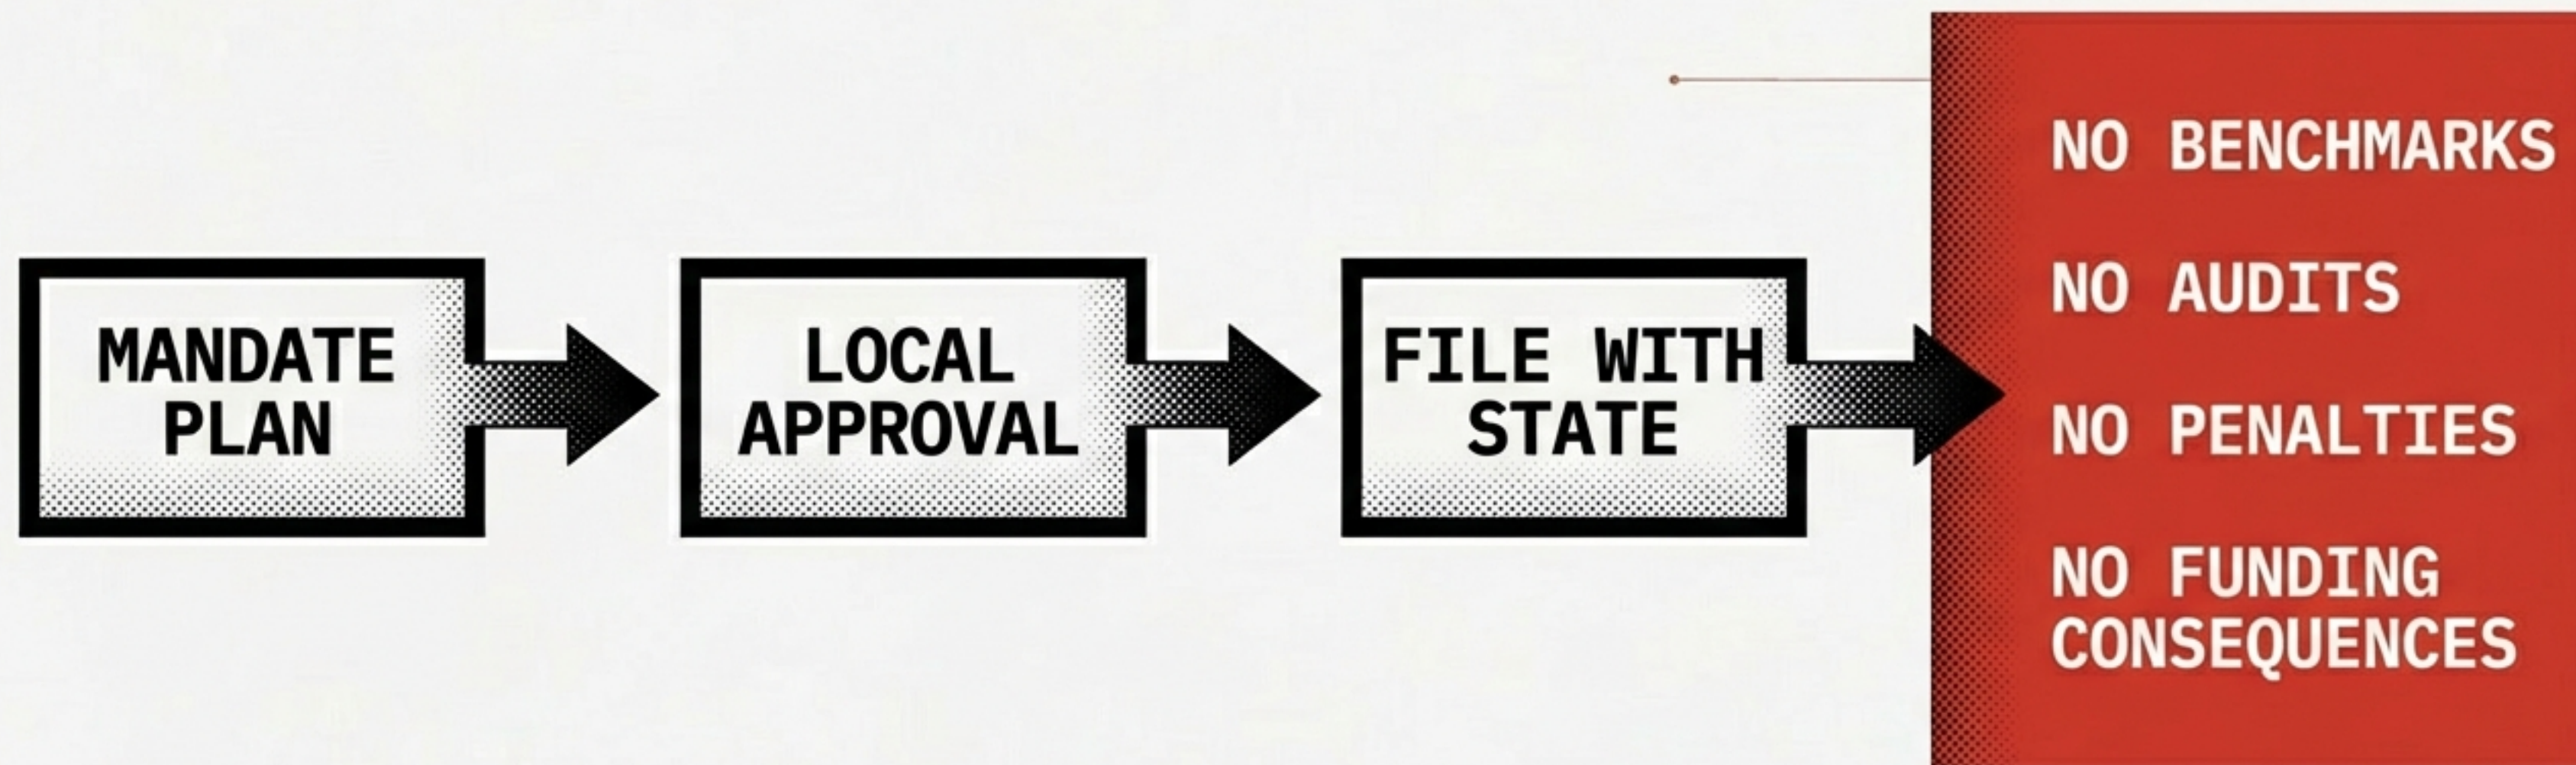 MANDATE
PLAN
LOCAL
APPROVAL
FILE WITH
STATE
NO BENCHMARKS
NO AUDITS
NO PENALTIES
NO FUNDING
CONSEQUENCES